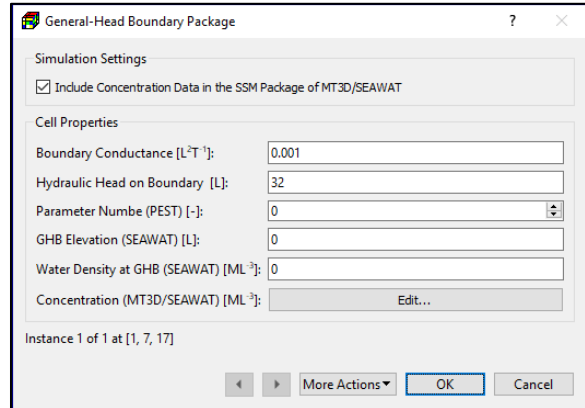 General-Head Boundary Package ?
Simulation Settings
Include Concentration Data in the SSM Package of MT3D/SEAWAT
Cell Properties
Boundary Conductance [L²T⁻¹]: 0.001
Hydraulic Head on Boundary [L]: 32
Parameter Numbe (PEST) [-]: 0
GHB Elevation (SEAWAT) [L]: 0
Water Density at GHB (SEAWAT) [ML⁻³]: 0
Concentration (MT3D/SEAWAT) [ML⁻³]: Edit...
Instance 1 of 1 at [1, 7, 17]
More Actions OK Cancel